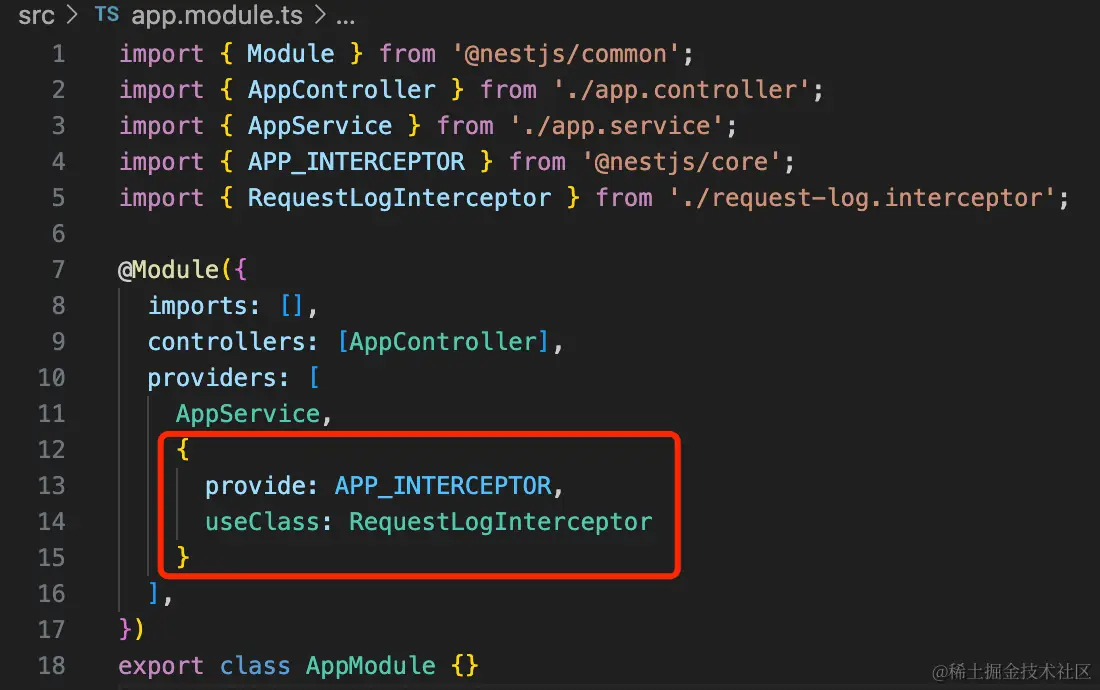 src > TS app.module.ts > ...
1 import { Module } from '@nestjs/common';
2 import { AppController } from './app.controller';
3 import { AppService } from './app.service';
4 import { APP_INTERCEPTOR } from '@nestjs/core';
5 import { RequestLogInterceptor } from './request-log.interceptor';
6
7 @Module({
8 imports: [],
9 controllers: [AppController],
10 providers: [
11 AppService,
12 {
13 provide: APP_INTERCEPTOR,
14 useClass: RequestLogInterceptor
15 }
16 ],
17 })
18 export class AppModule {}
@稀土掘金技术社区